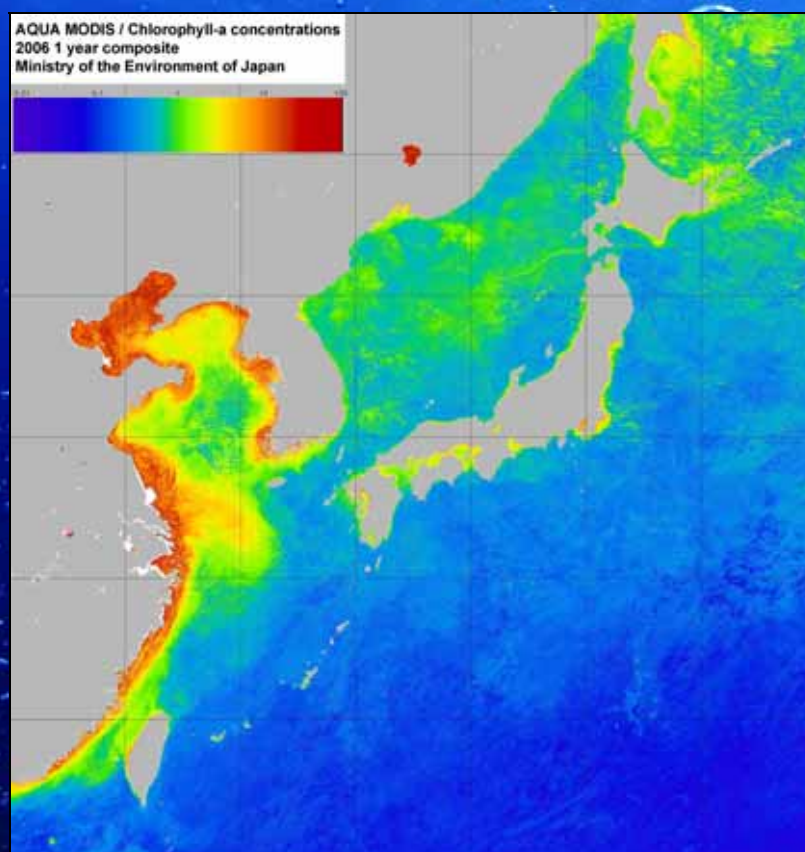 AQUA MODIS / Chlorophyll-a concentrations
2006 1 year composite
Ministry of the Environment of Japan